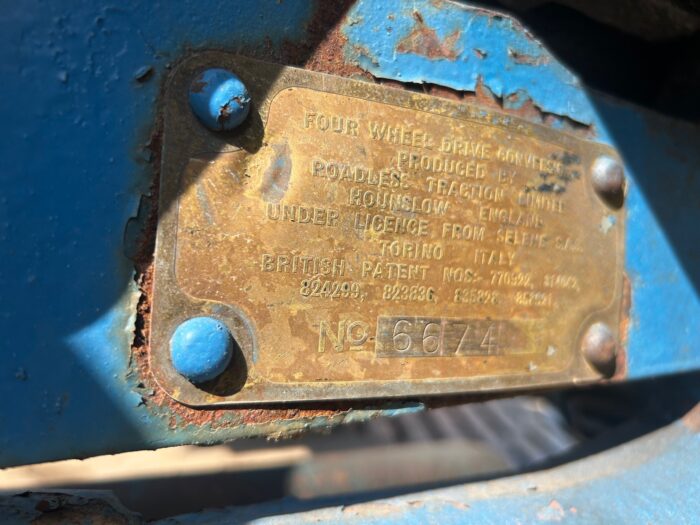 FOUR WHEEL DRIVE
PRODUCED BY
ROADLESS TRACTION LIMITED
HOUNSLOW ENGLAND
UNDER LICENCE FROM SELENE S.A.
TORINO ITALY
BRITISH PATENT NOS:-
824299, 823836,
No 6674